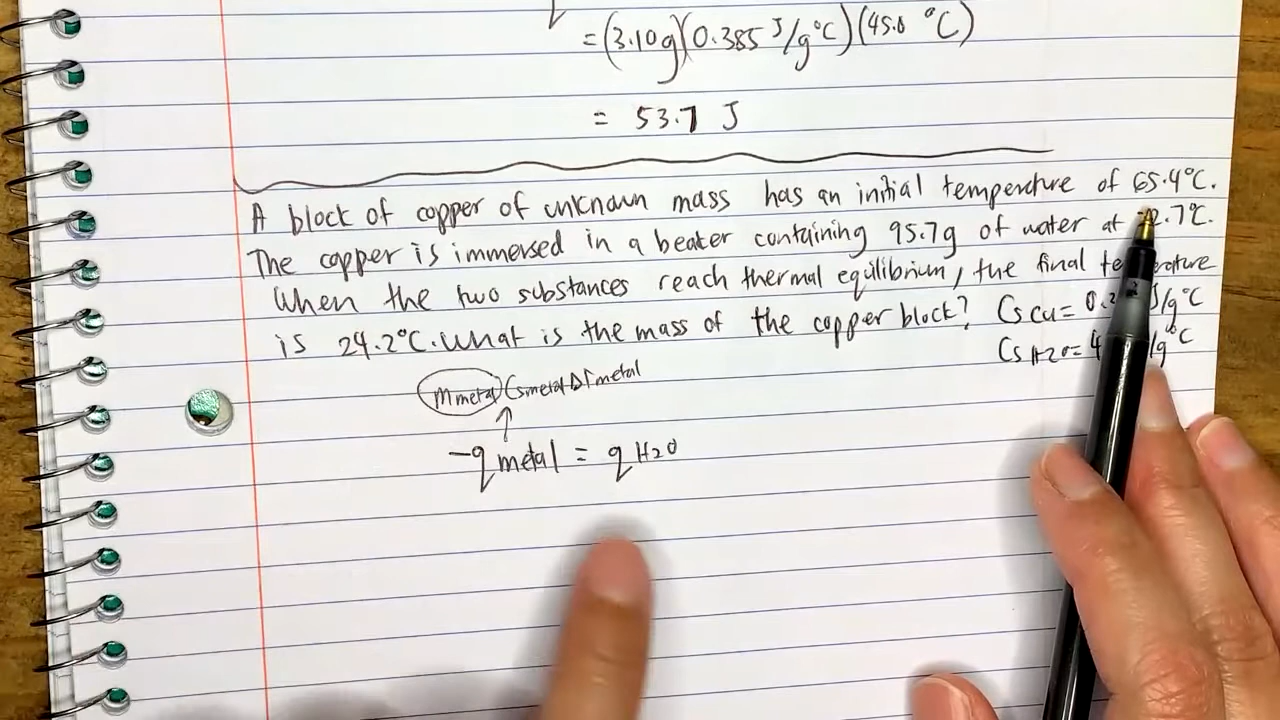 = (3.10g)(0.385 J/g°C)(45.0 °C)
= 53.7 J
A block of copper of unknown mass has an initial temperature of 65.4°C.
The copper is immersed in a beaker containing 95.7g of water at 2.7°C.
When the two substances reach thermal equilibrium, the final
is 24.2°C. What is the mass of the copper block? Cs Cu = J/g°C
Cs H2O = /g°C
mmetal Csmetal ΔTmetal
↑
-q metal = q H2O